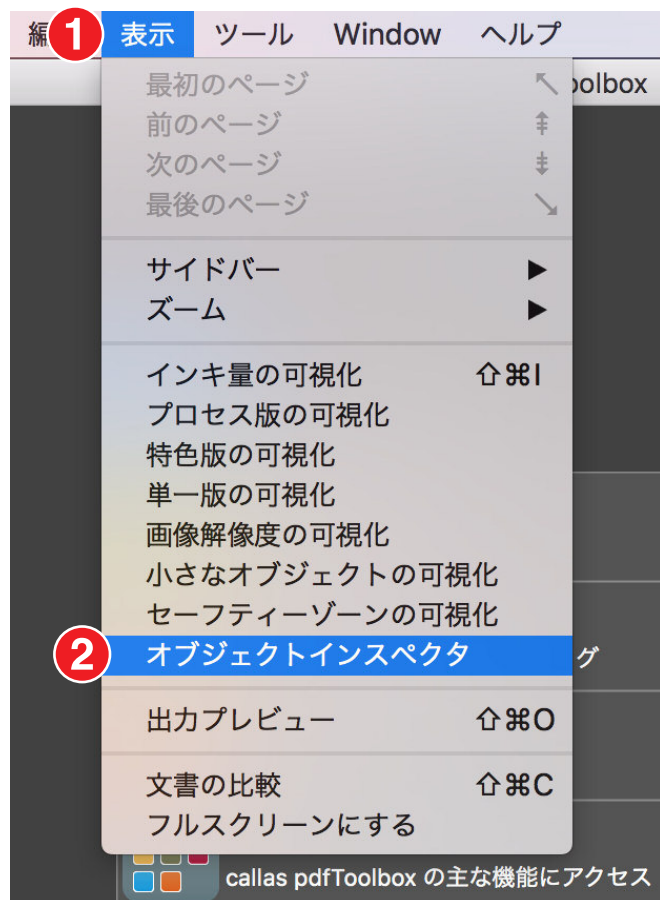 1 表示 ツール Window ヘルプ
最初のページ
前のページ
次のページ
最後のページ
サイドバー ▶
ズーム ▶
インキ量の可視化 ⇧⌘I
プロセス版の可視化
特色版の可視化
単一版の可視化
画像解像度の可視化
小さなオブジェクトの可視化
セーフティーゾーンの可視化
2 オブジェクトインスペクタ グ
出力プレビュー ⇧⌘O
文書の比較 ⇧⌘C
フルスクリーンにする
callas pdfToolbox の主な機能にアクセス